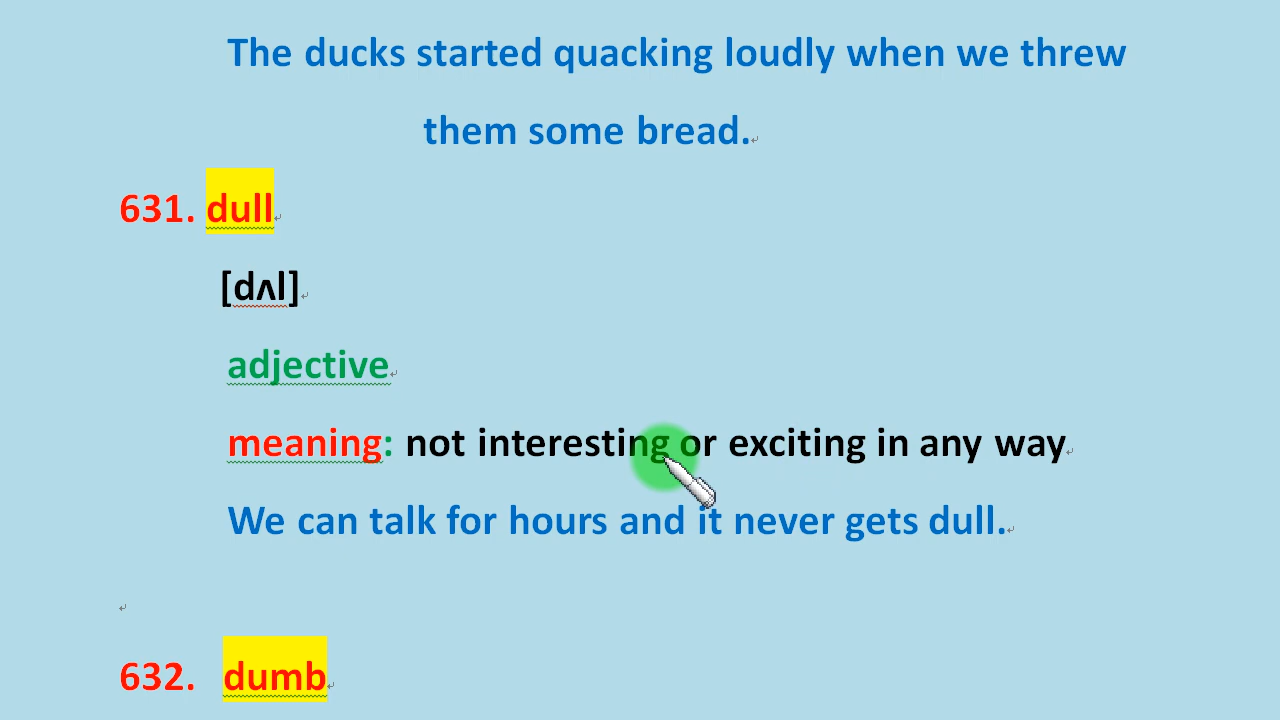 The ducks started quacking loudly when we threw
them some bread.
631. dull
[dʌl]
adjective
meaning: not interesting or exciting in any way
We can talk for hours and it never gets dull.
632. dumb